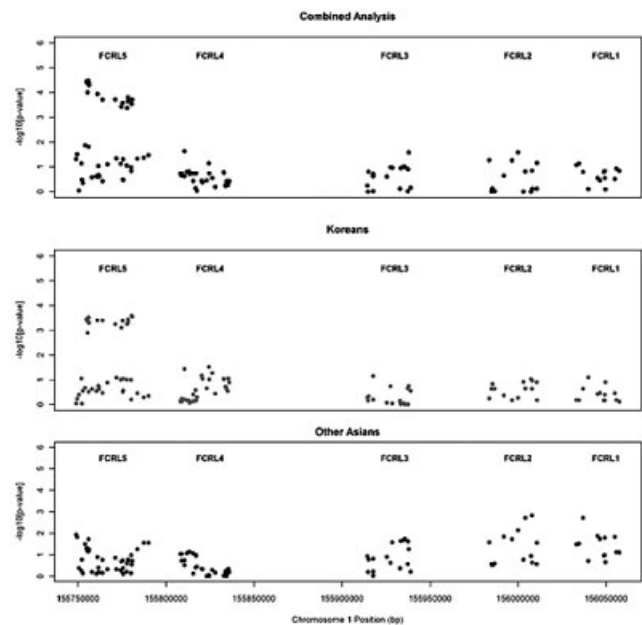 Combined Analysis
FCRL5 FCRL4 FCRL3 FCRL2 FCRL1
-log10[p-value]
0 1 2 3 4 5 6
Koreans
FCRL5 FCRL4 FCRL3 FCRL2 FCRL1
-log10[p-value]
0 1 2 3 4 5 6
Other Asians
FCRL5 FCRL4 FCRL3 FCRL2 FCRL1
-log10[p-value]
0 1 2 3 4 5 6
155750000 155800000 155850000 155900000 155950000 156000000 156050000
Chromosome 1 Position (bp)